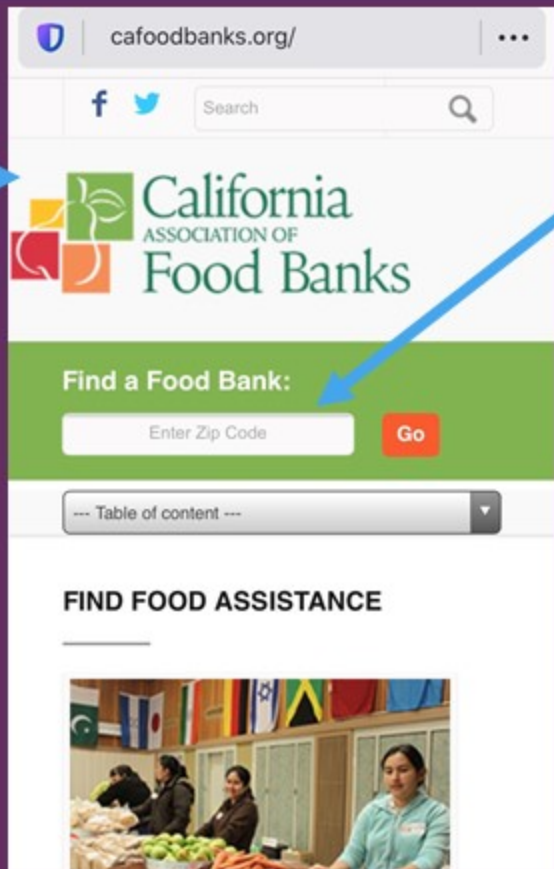 cafoodbanks.org/
Search
California
ASSOCIATION OF
Food Banks
Find a Food Bank:
Enter Zip Code
Go
--- Table of content ---
FIND FOOD ASSISTANCE